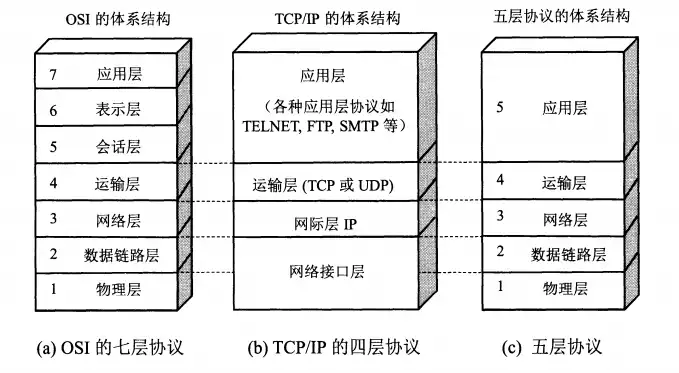 OSI 的体系结构
7 应用层
6 表示层
5 会话层
4 运输层
3 网络层
2 数据链路层
1 物理层
(a) OSI 的七层协议
TCP/IP 的体系结构
应用层
（各种应用层协议如
TELNET, FTP, SMTP 等）
运输层 (TCP 或 UDP)
网际层 IP
网络接口层
(b) TCP/IP 的四层协议
五层协议的体系结构
5 应用层
4 运输层
3 网络层
2 数据链路层
1 物理层
(c) 五层协议